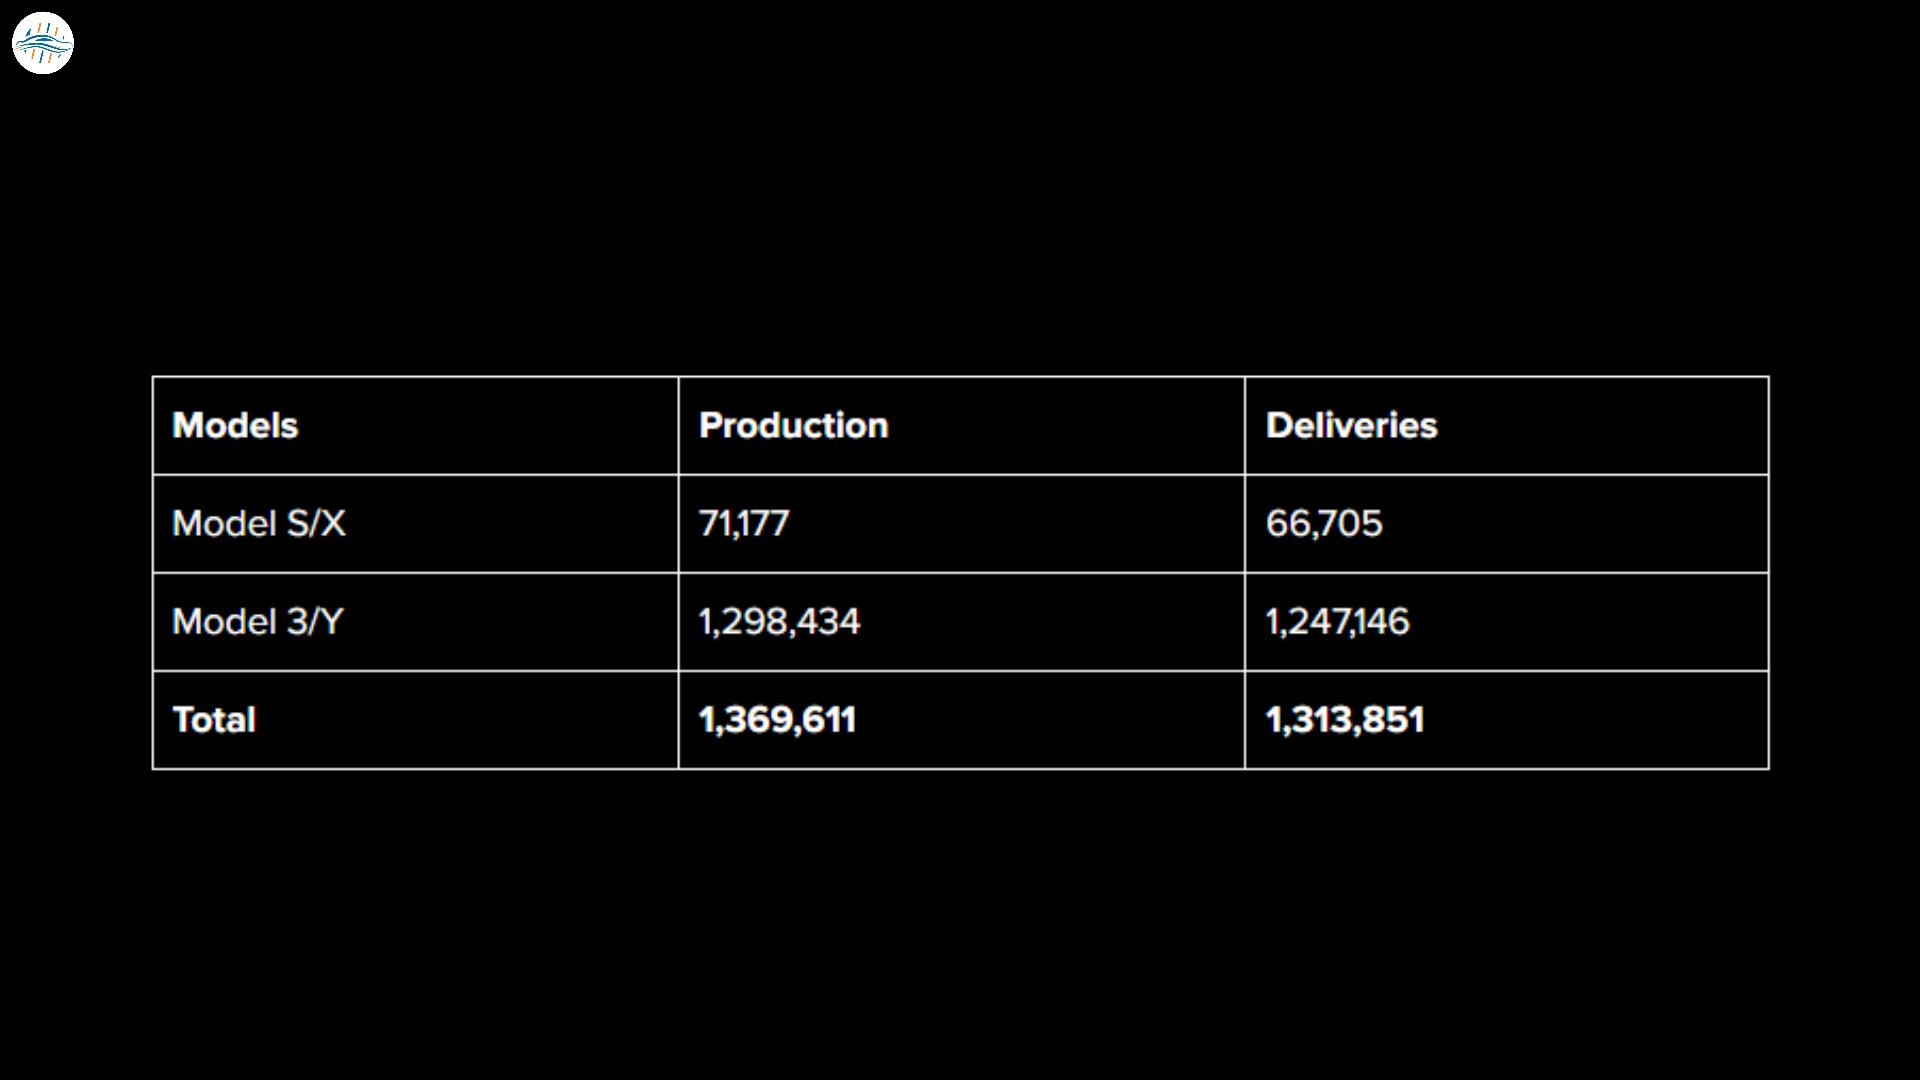 Models Production Deliveries
Model S/X 71,177 66,705
Model 3/Y 1,298,434 1,247,146
Total 1,369,611 1,313,851